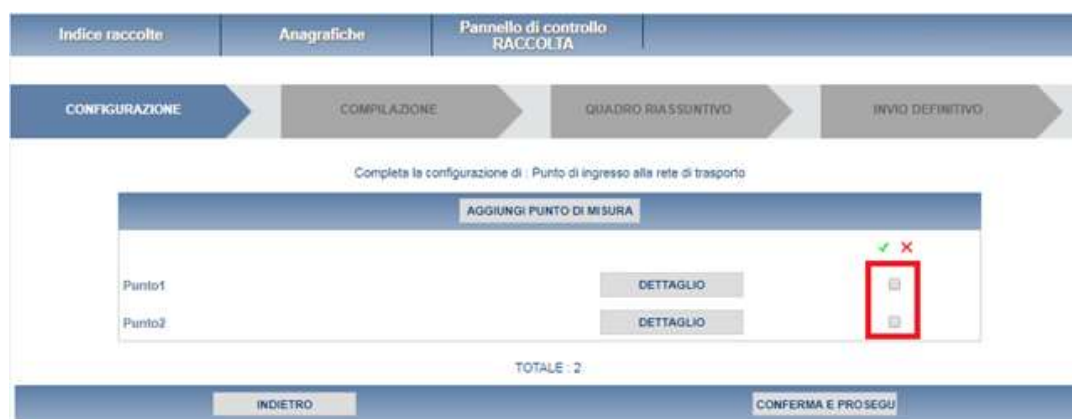 Indice raccolte
Anagrafiche
Pannello di controllo
RACCOLTA
CONFIGURAZIONE
COMPILAZIONE
QUADRO RIASSUNTIVO
INVIO DEFINITIVO
Completa la configurazione di : Punto di ingresso alla rete di trasporto
AGGIUNGI PUNTO DI MISURA
Punto1 DETTAGLIO
Punto2 DETTAGLIO
TOTALE : 2
INDIETRO
CONFERMA E PROSEGU